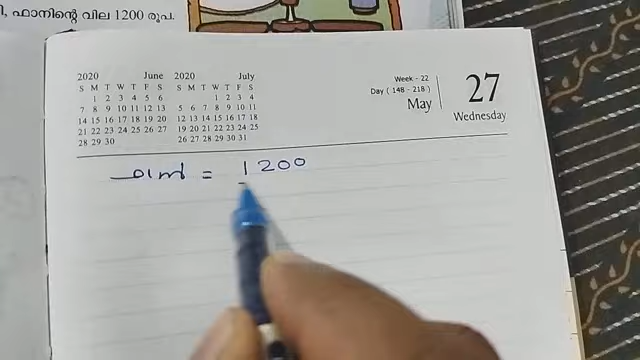 , ഫാനിന്റെ വില 1200 രൂപ.
2020 June
S M T W T F S
1 2 3 4 5 6
7 8 9 10 11 12 13
14 15 16 17 18 19 20
21 22 23 24 25 26 27
28 29 30
2020 July
S M T W T F S
1 2 3 4
5 6 7 8 9 10 11
12 13 14 15 16 17 18
19 20 21 22 23 24 25
26 27 28 29 30 31
Week - 22
Day ( 148 - 218 )
May
27
Wednesday
ഫാൻ = 1200